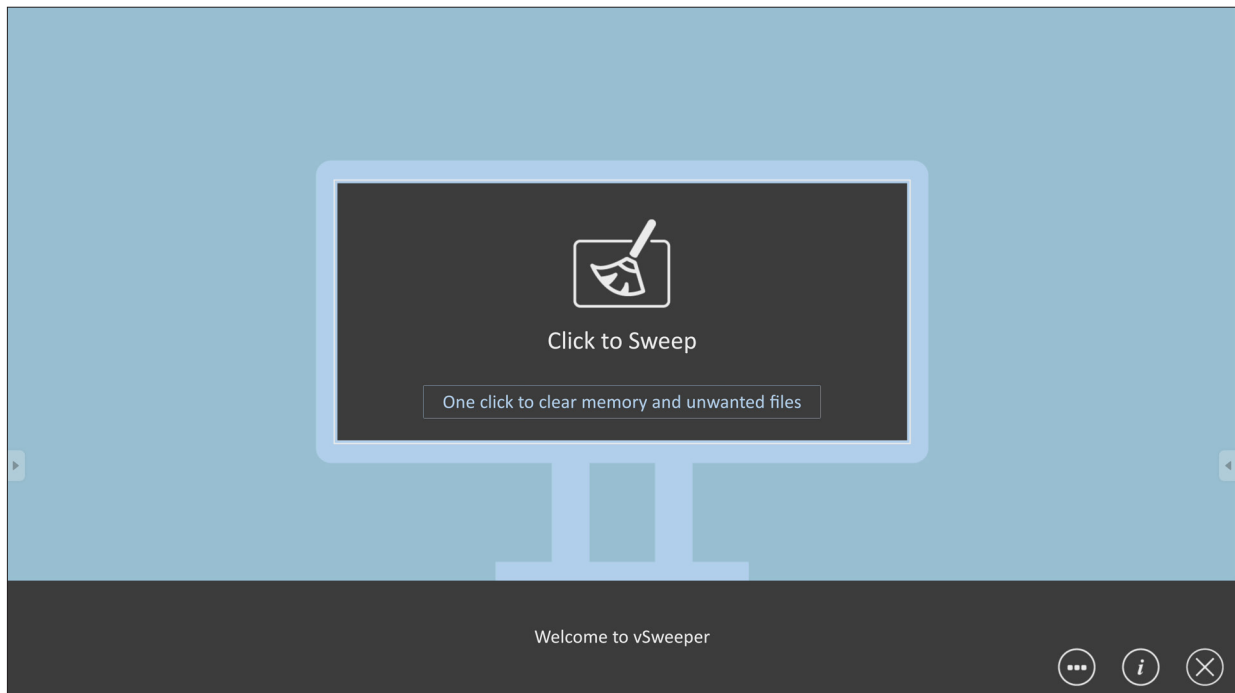 Click to Sweep
One click to clear memory and unwanted files
Welcome to vSweeper
i